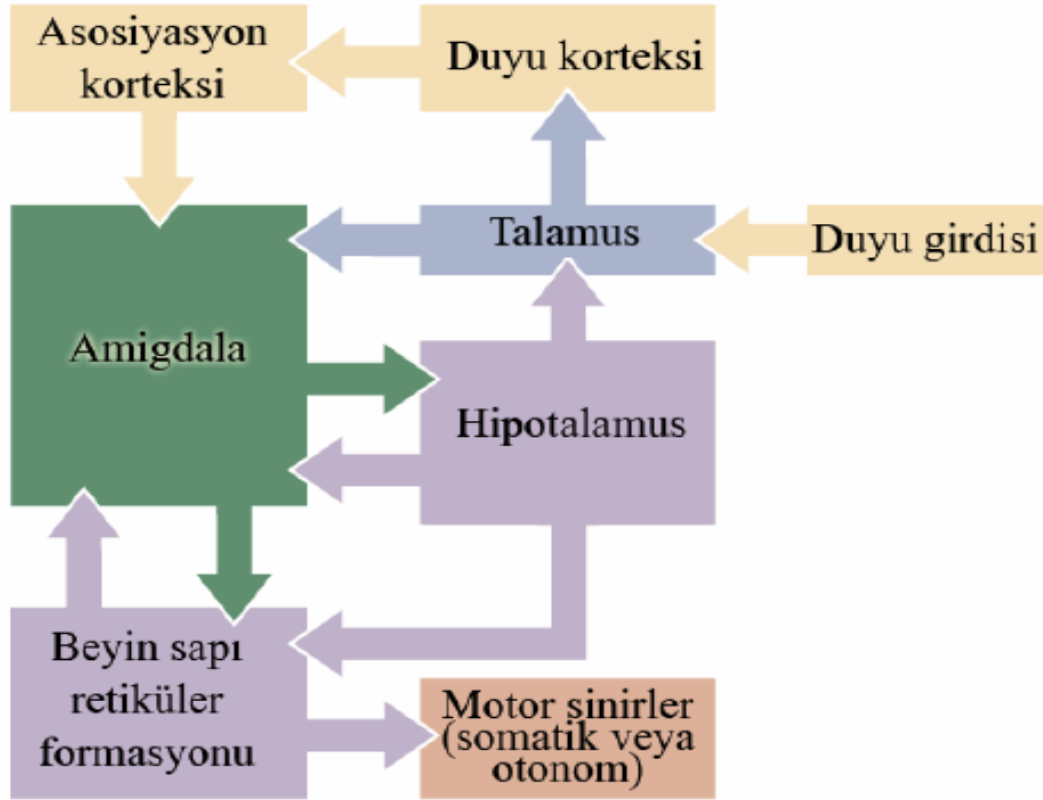 Asosiyasyon
korteksi
Duyu korteksi
Talamus
Duyu girdisi
Amigdala
Hipotalamus
Beyin sapı
retiküler
formasyonu
Motor sinirler
(somatik veya
otonom)